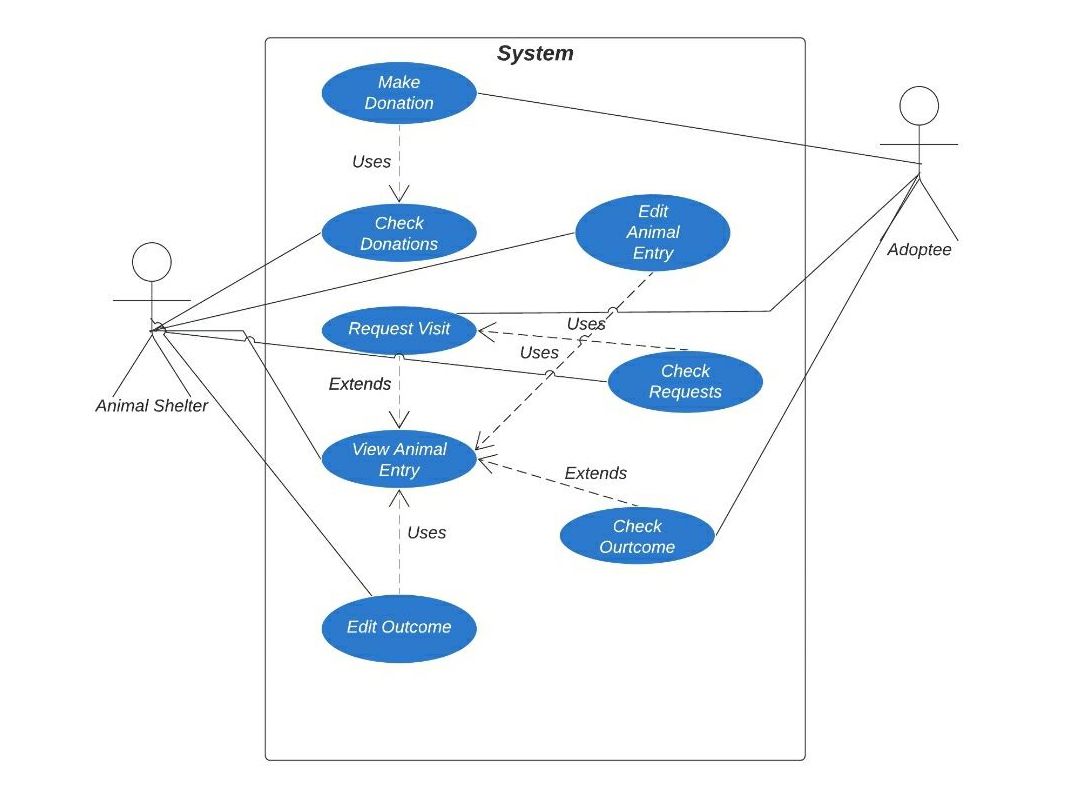 System
Make
Donation
Uses
Check
Donations
Edit
Animal
Entry
Adoptee
Request Visit
Uses
Uses
Check
Requests
Extends
Animal Shelter
View Animal
Entry
Extends
Check
Ourtcome
Uses
Edit Outcome